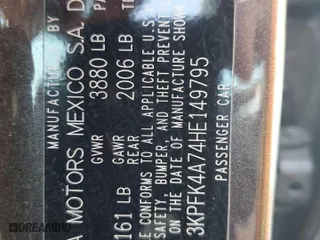 MANUFACTURED BY
A MOTORS MEXICO S.A. D
GVWR 3880 LB
161 LB GAWR REAR 2006 LB
E CONFORMS TO ALL APPLICABLE U.S.
SAFETY, BUMPER, AND THEFT PREVENT
ON THE DATE OF MANUFACTURE SHOW
3KPFK4A74HE149795
PASSENGER CAR